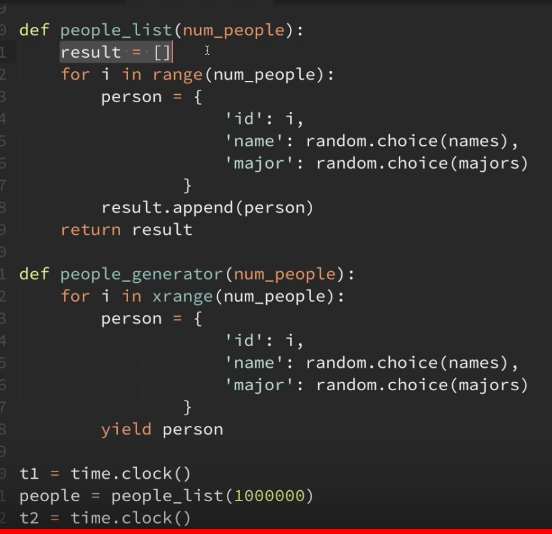 def people_list(num_people):
    result = []
    for i in range(num_people):
        person = {
                    'id': i,
                    'name': random.choice(names),
                    'major': random.choice(majors)
                }
        result.append(person)
    return result

def people_generator(num_people):
    for i in xrange(num_people):
        person = {
                    'id': i,
                    'name': random.choice(names),
                    'major': random.choice(majors)
                }
        yield person

t1 = time.clock()
people = people_list(1000000)
t2 = time.clock()